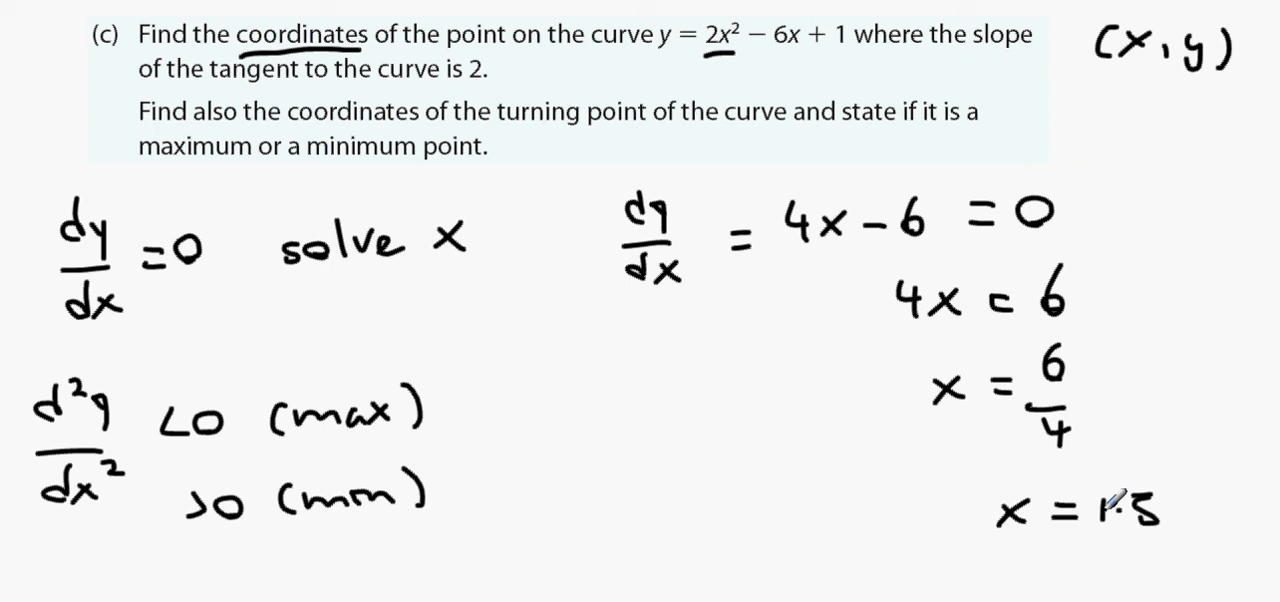 (c) Find the coordinates of the point on the curve y = 2x² – 6x + 1 where the slope
of the tangent to the curve is 2.
Find also the coordinates of the turning point of the curve and state if it is a
maximum or a minimum point.
(x,y)
dy/dx =0 solve x
dy/dx = 4x-6 =0
4x = 6
x = 6/4
x = 1.5
d²y/dx² <0 (max)
>0 (min)